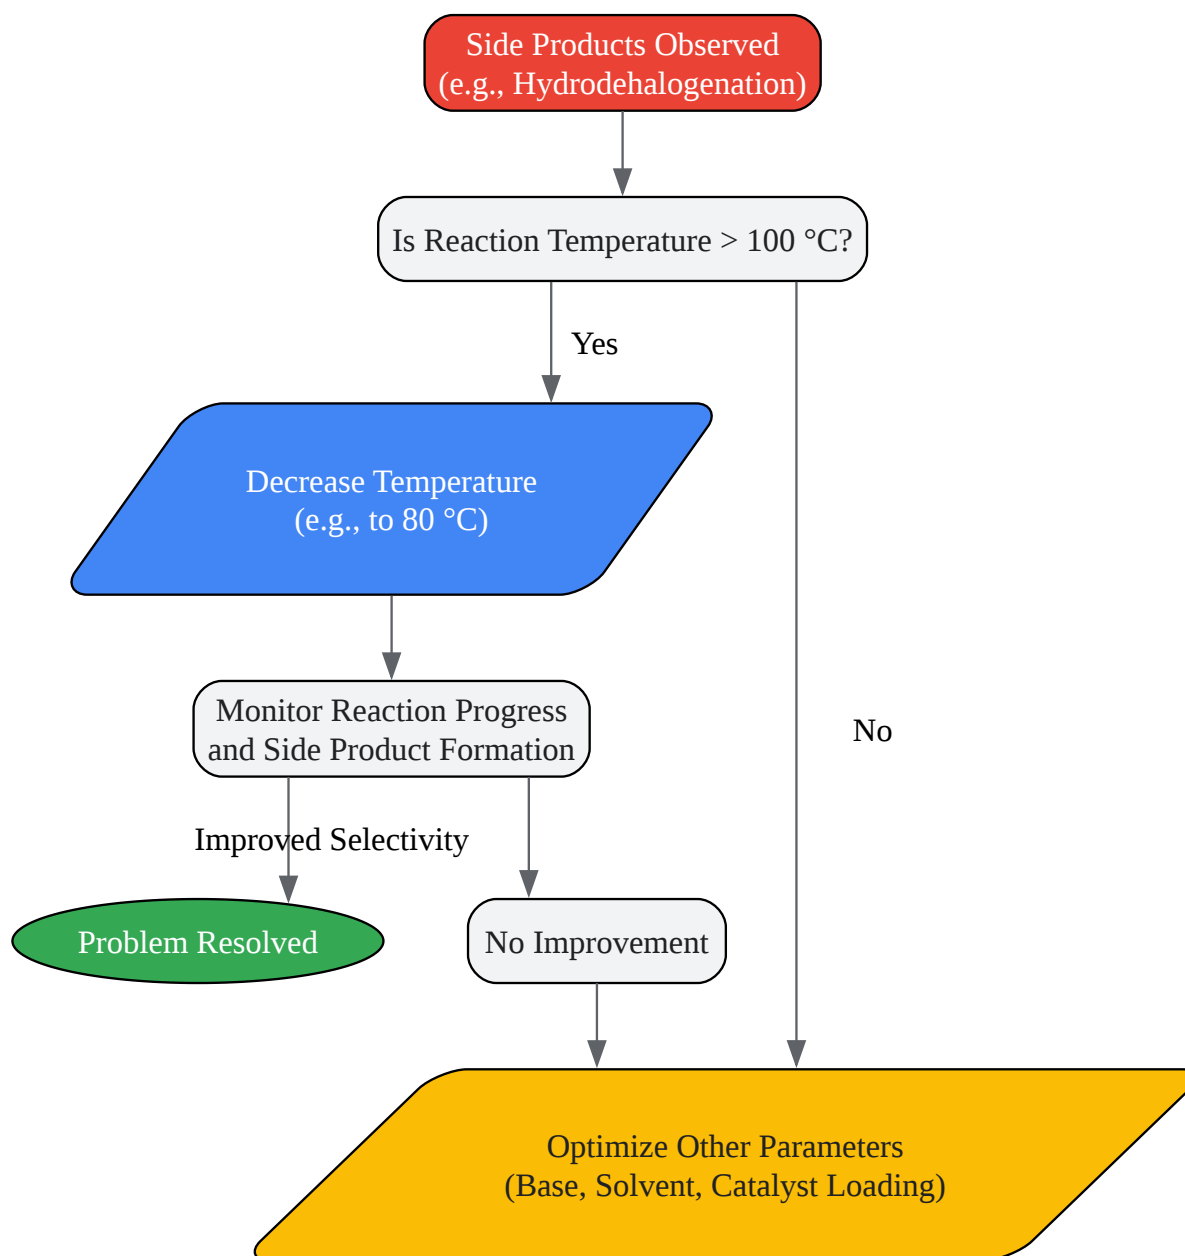 Side Products Observed
(e.g., Hydrodehalogenation)
Is Reaction Temperature > 100 °C?
Yes
Decrease Temperature
(e.g., to 80 °C)
Monitor Reaction Progress
and Side Product Formation
No
Improved Selectivity
Problem Resolved
No Improvement
Optimize Other Parameters
(Base, Solvent, Catalyst Loading)